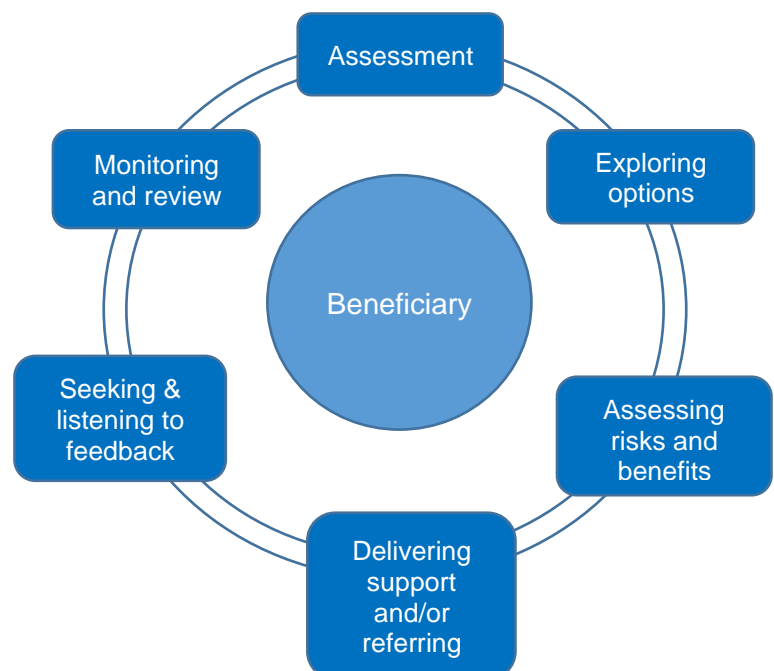 Assessment
Exploring
options
Assessing
risks and
benefits
Delivering
support
and/or
referring
Seeking &
listening to
feedback
Monitoring
and review
Beneficiary